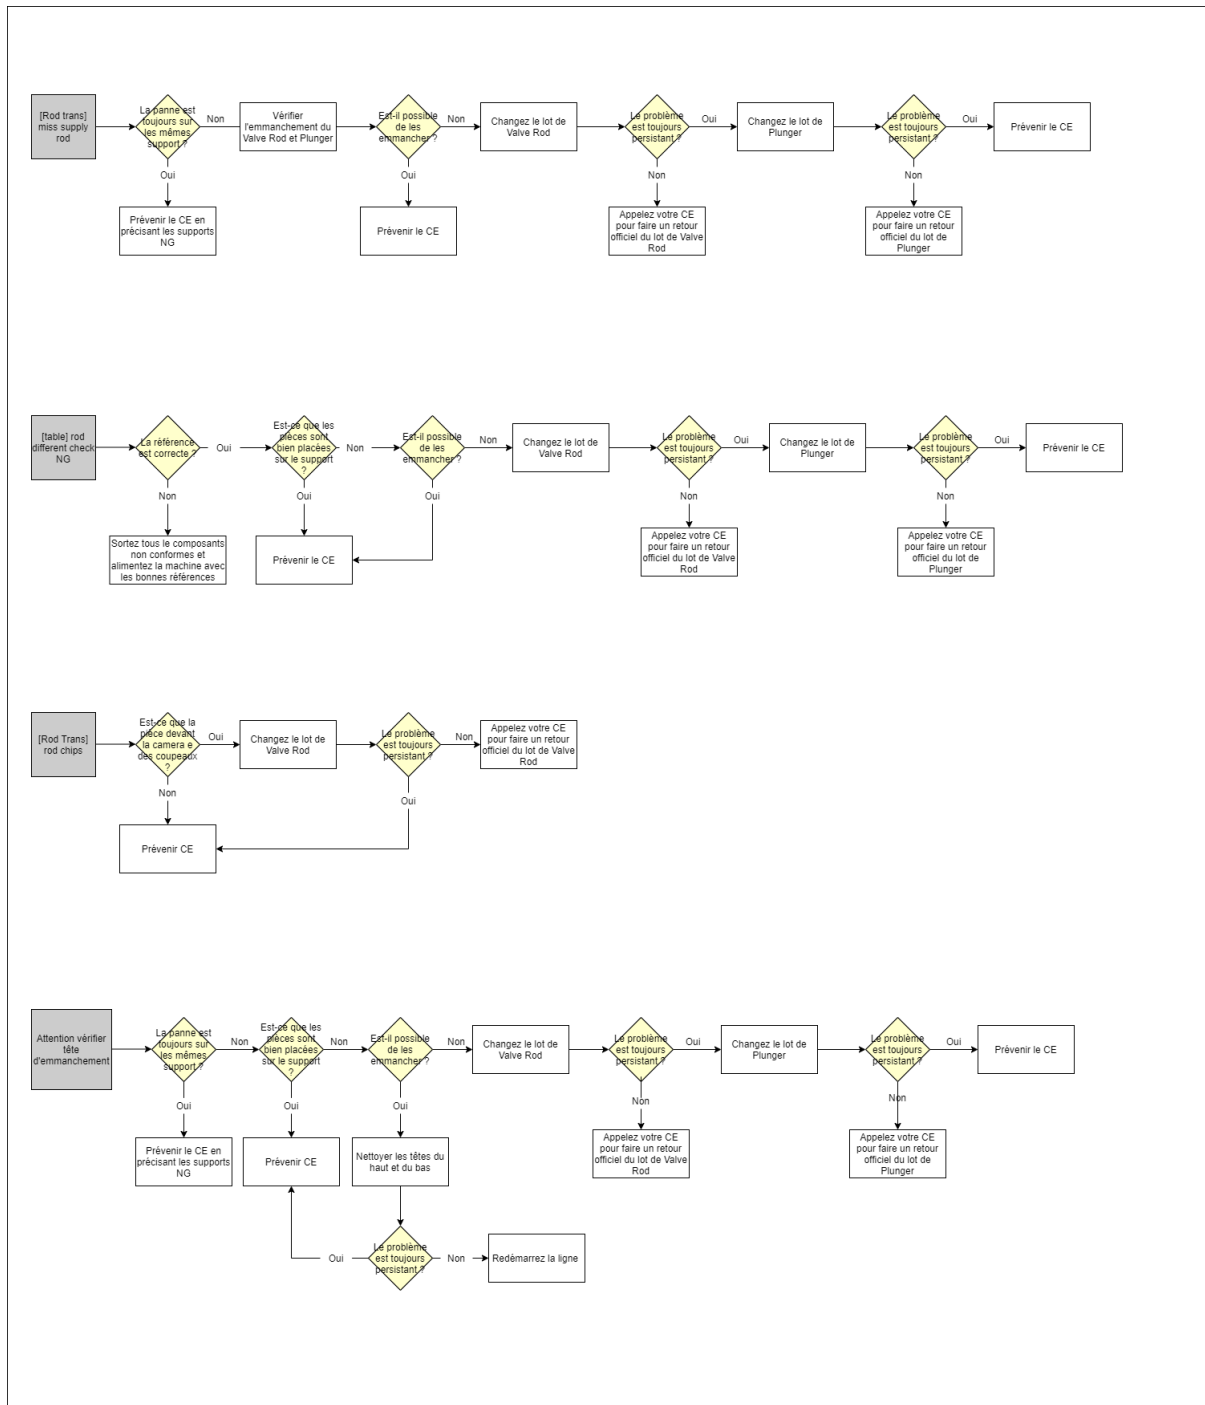 [Rod trans]
miss supply
rod
La panne est
toujours sur
les mêmes
support ?
Non
Vérifier
l'emmanchement du
Valve Rod et Plunger
Est-il possible
de les
emmancher ?
Non
Changez le lot de
Valve Rod
Le problème
est toujours
persistant ?
Oui
Changez le lot de
Plunger
Le problème
est toujours
persistant ?
Oui
Prévenir le CE
Oui
Oui
Non
Non
Prévenir le CE en
précisant les supports
NG
Prévenir le CE
Appelez votre CE
pour faire un retour
officiel du lot de Valve
Rod
Appelez votre CE
pour faire un retour
officiel du lot de
Plunger
[table] rod
different check
NG
La référence
est correcte ?
Oui
Est-ce que les
pièces sont
bien placées
sur le support
?
Non
Est-il possible
de les
emmancher ?
Non
Changez le lot de
Valve Rod
Le problème
est toujours
persistant ?
Oui
Changez le lot de
Plunger
Le problème
est toujours
persistant ?
Oui
Prévenir le CE
Non
Oui
Oui
Non
Non
Sortez tous le composants
non conformes et
alimentez la machine avec
les bonnes références
Prévenir le CE
Appelez votre CE
pour faire un retour
officiel du lot de Valve
Rod
Appelez votre CE
pour faire un retour
officiel du lot de
Plunger
[Rod Trans]
rod chips
Est-ce que la
pièce devant
la camera e
des coupeaux
?
Oui
Changez le lot de
Valve Rod
Le problème
est toujours
persistant ?
Non
Appelez votre CE
pour faire un retour
officiel du lot de Valve
Rod
Non
Oui
Prévenir CE
Attention vérifier
tête
d'emmanchement
La panne est
toujours sur
les mêmes
support ?
Non
Est-ce que les
pièces sont
bien placées
sur le support
?
Non
Est-il possible
de les
emmancher ?
Non
Changez le lot de
Valve Rod
Le problème
est toujours
persistant ?
Oui
Changez le lot de
Plunger
Le problème
est toujours
persistant ?
Oui
Prévenir le CE
Oui
Oui
Oui
Non
Non
Prévenir le CE en
précisant les supports
NG
Prévenir CE
Nettoyer les têtes du
haut et du bas
Appelez votre CE
pour faire un retour
officiel du lot de Valve
Rod
Appelez votre CE
pour faire un retour
officiel du lot de
Plunger
Oui
Le problème
est toujours
persistant ?
Non
Redémarrez la ligne